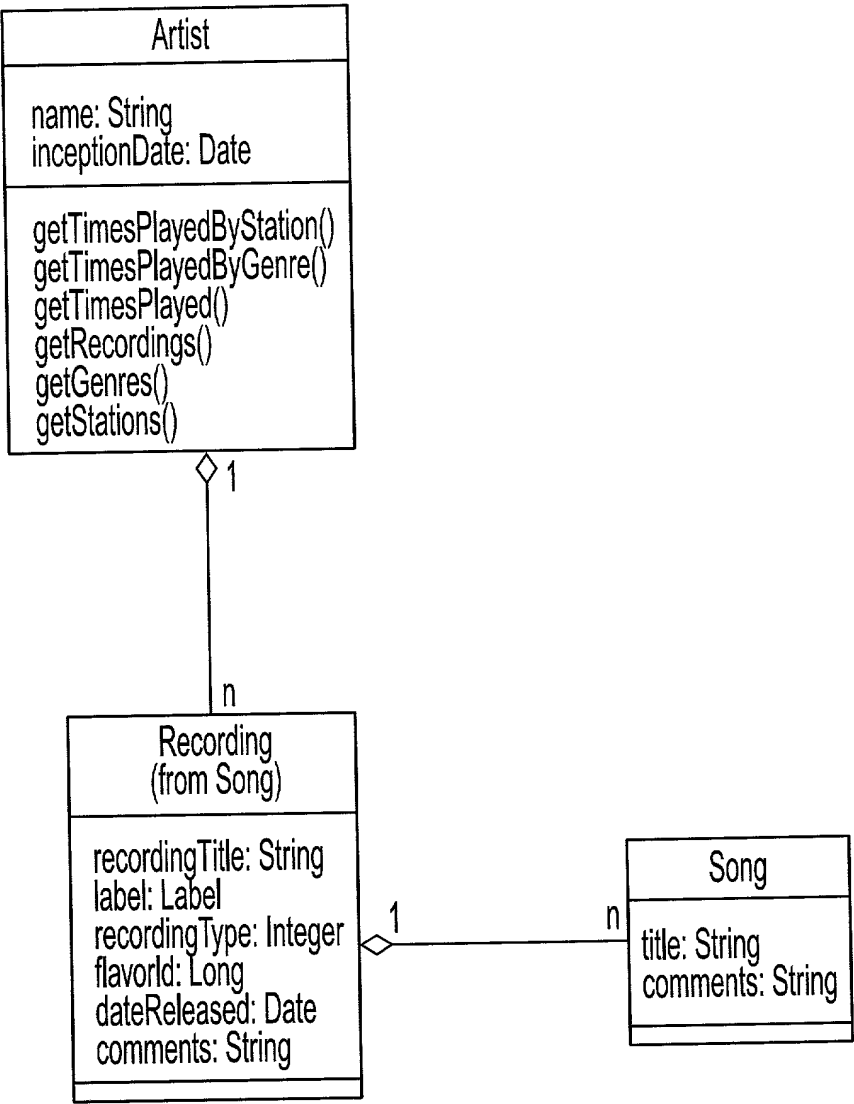 Artist
name: String
inceptionDate: Date
getTimesPlayedByStation()
getTimesPlayedByGenre()
getTimesPlayed()
getRecordings()
getGenres()
getStations()
1
n
Recording
(from Song)
recordingTitle: String
label: Label
recordingType: Integer
flavorId: Long
dateReleased: Date
comments: String
1
n
Song
title: String
comments: String